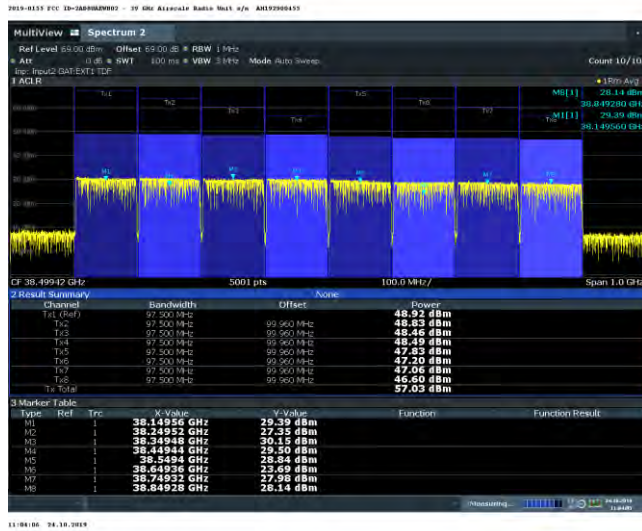 2019-0155 FCC ID-2AD8UAEWB02 - 39 GHz Airscale Radio Unit s/n AH192900455
MultiView Spectrum 2
Ref Level 69.00 dBm Offset 69.00 dB RBW 1 MHz
Att 0 dB SWT 100 ms VBW 3 MHz Mode Auto Sweep Count 10/10
Inp: Input2 GAT:EXT1 TDF
1 ACLR 1Rm Avg
M8[1] 28.14 dBm
38.849280 GHz
M1[1] 29.39 dBm
38.149560 GHz
Tx1 Tx2 Tx3 Tx4 Tx5 Tx6 Tx7 Tx8
M1 M3 M6 M7 M8
CF 38.49942 GHz 5001 pts 100.0 MHz/ Span 1.0 GHz
2 Result Summary None
Channel Bandwidth Offset Power
Tx1 (Ref) 97.500 MHz 48.92 dBm
Tx2 97.500 MHz 99.960 MHz 48.83 dBm
Tx3 97.500 MHz 99.960 MHz 48.46 dBm
Tx4 97.500 MHz 99.960 MHz 48.49 dBm
Tx5 97.500 MHz 99.960 MHz 47.83 dBm
Tx6 97.500 MHz 99.960 MHz 47.20 dBm
Tx7 97.500 MHz 99.960 MHz 47.06 dBm
Tx8 97.500 MHz 99.960 MHz 46.60 dBm
Tx Total 57.03 dBm
3 Marker Table
Type Ref Trc X-Value Y-Value Function Function Result
M1 1 38.14956 GHz 29.39 dBm
M2 1 38.24952 GHz 27.35 dBm
M3 1 38.34948 GHz 30.15 dBm
M4 1 38.44944 GHz 29.50 dBm
M5 1 38.5494 GHz 28.84 dBm
M6 1 38.64936 GHz 23.69 dBm
M7 1 38.74932 GHz 27.98 dBm
M8 1 38.84928 GHz 28.14 dBm
Measuring... 24.10.2019
11:04:06 24.10.2019